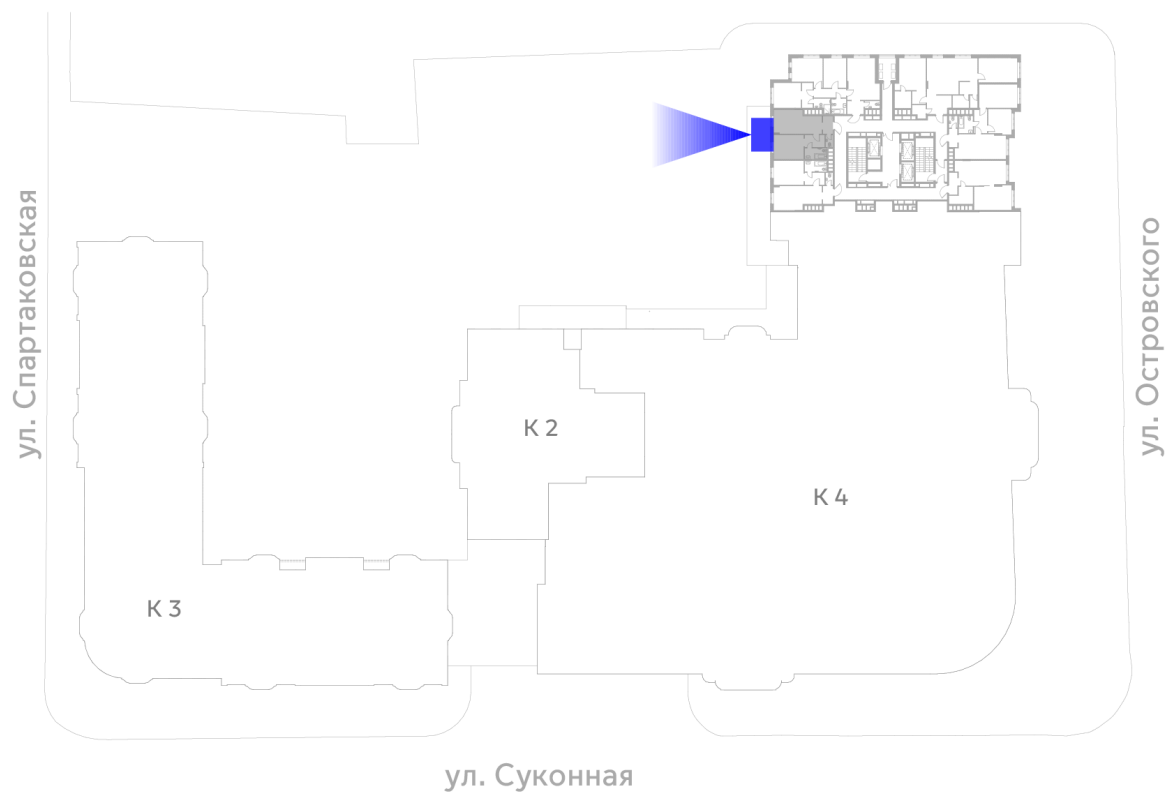 ул. Спартаковская
ул. Островского
К 2
К 4
К 3
ул. Суконная